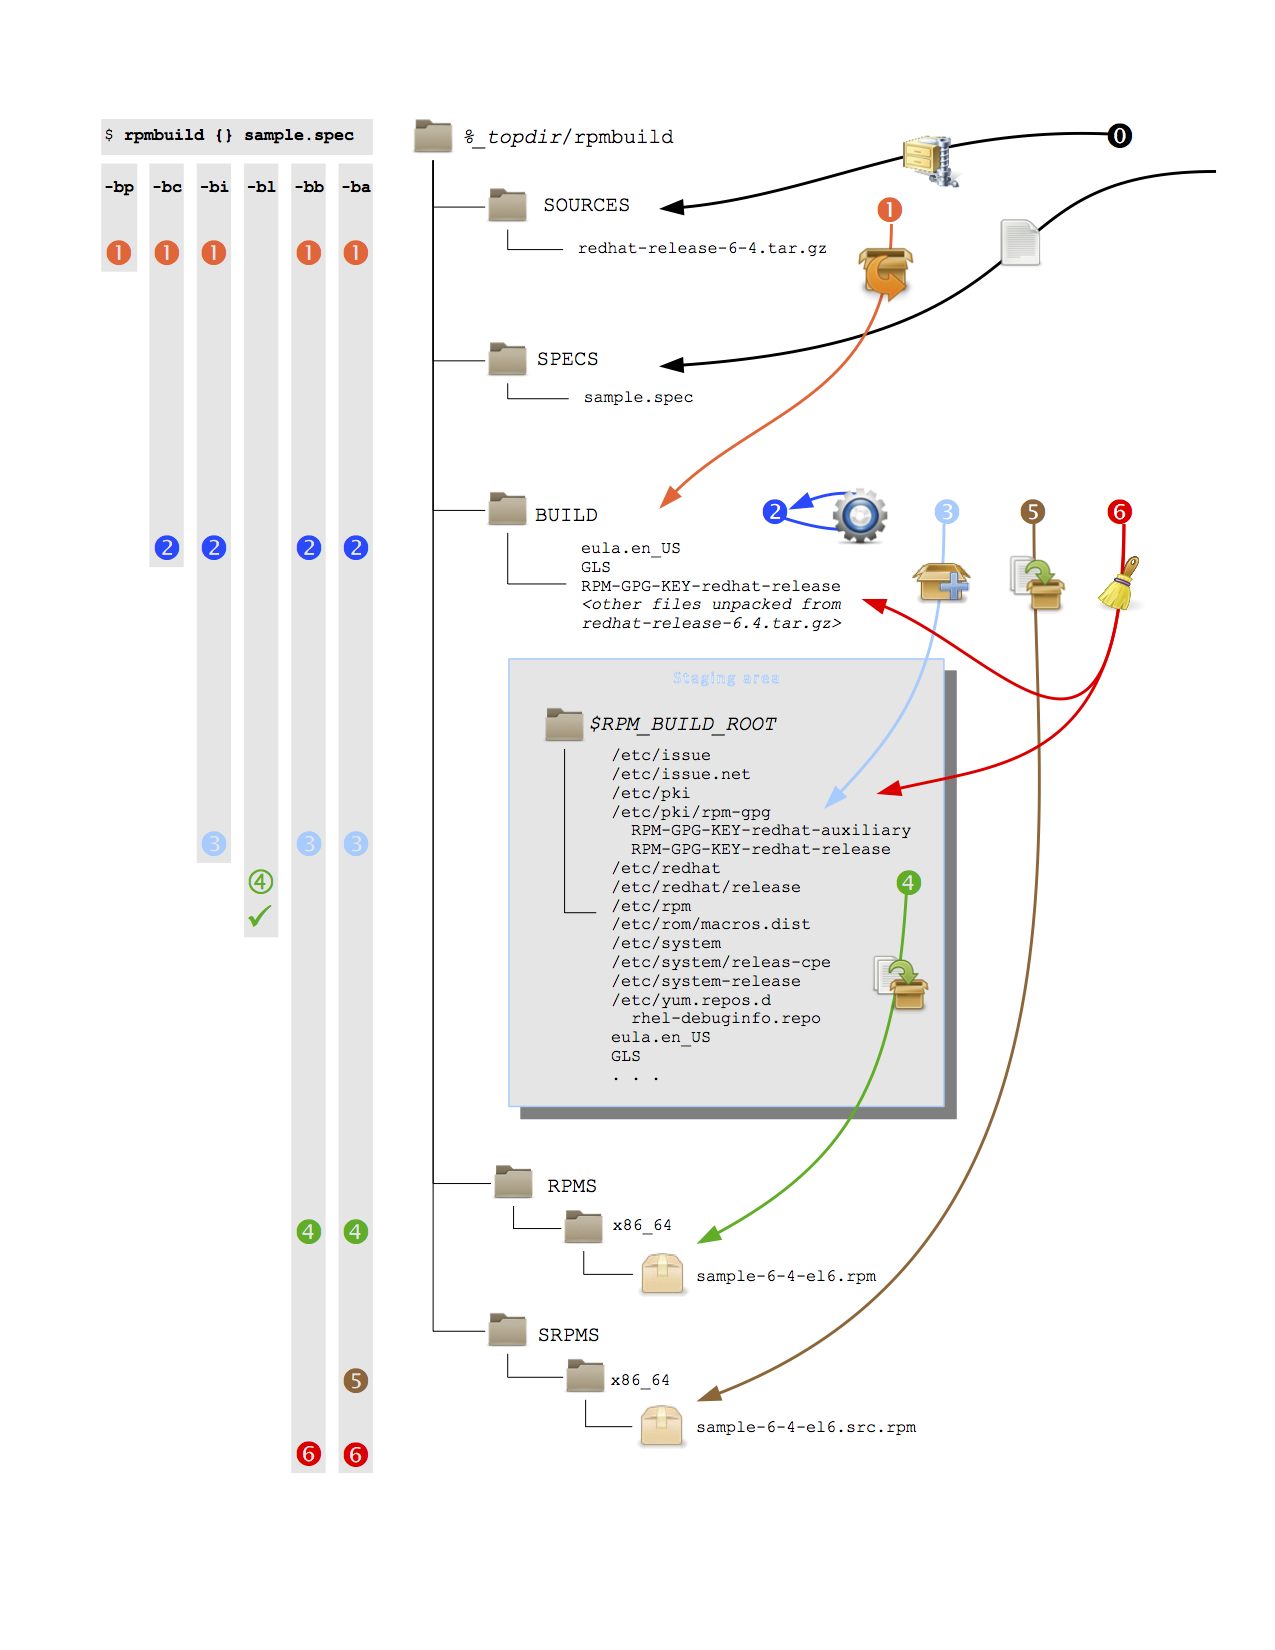 $ rpmbuild {} sample.spec
-bp -bc -bi -bl -bb -ba
1 1 1 1 1
2 2 2 2
3 3 3
4
✓
4 4
5
6 6
%_topdir/rpmbuild
0
SOURCES
1
redhat-release-6-4.tar.gz
SPECS
sample.spec
BUILD
2 3 5 6
eula.en_US
GLS
RPM-GPG-KEY-redhat-release
<other files unpacked from
redhat-release-6.4.tar.gz>
Staging area
$RPM_BUILD_ROOT
/etc/issue
/etc/issue.net
/etc/pki
/etc/pki/rpm-gpg
RPM-GPG-KEY-redhat-auxiliary
RPM-GPG-KEY-redhat-release
/etc/redhat
/etc/redhat/release
4
/etc/rpm
/etc/rom/macros.dist
/etc/system
/etc/system/releas-cpe
/etc/system-release
/etc/yum.repos.d
rhel-debuginfo.repo
eula.en_US
GLS
. . .
RPMS
x86_64
sample-6-4-el6.rpm
SRPMS
x86_64
sample-6-4-el6.src.rpm